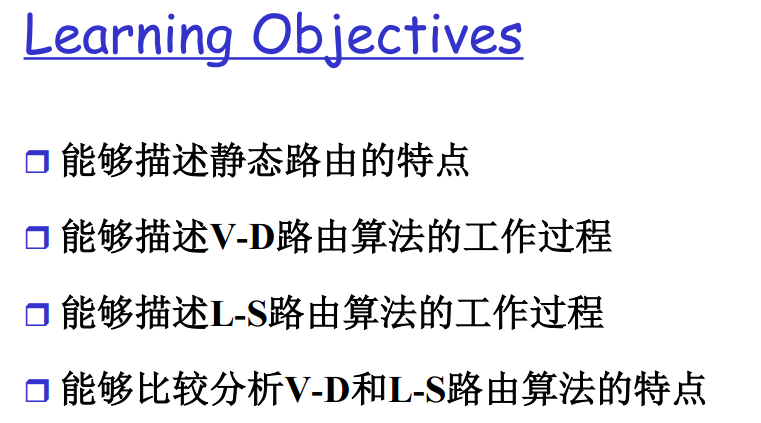 Learning Objectives
能够描述静态路由的特点
能够描述V-D路由算法的工作过程
能够描述L-S路由算法的工作过程
能够比较分析V-D和L-S路由算法的特点